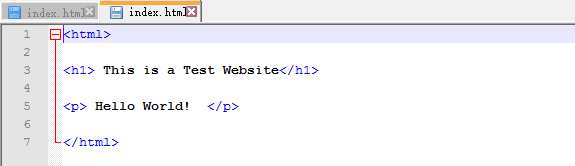 index.html index.html
1 <html>
2
3 <h1> This is a Test Website</h1>
4
5 <p> Hello World!  </p>
6
7 </html>